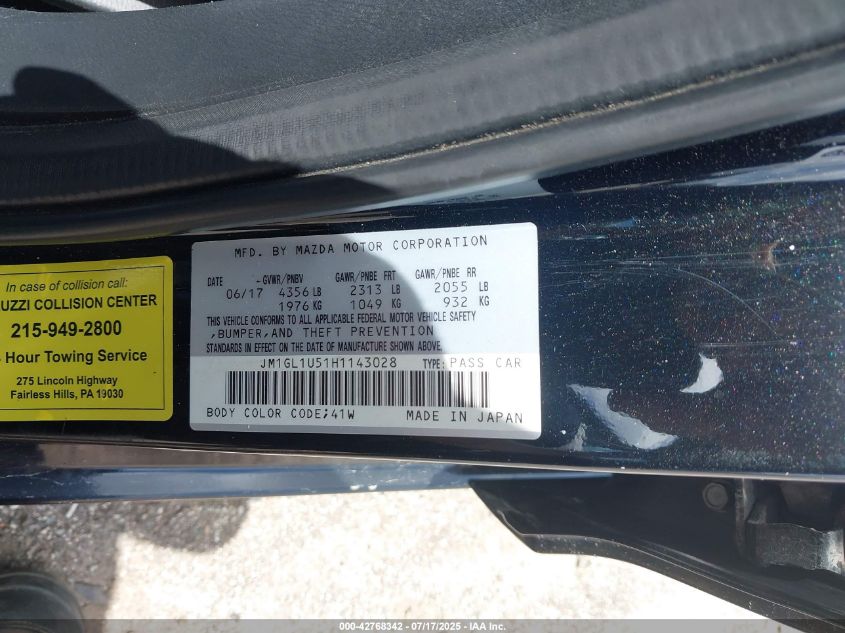 In case of collision call:
UZZI COLLISION CENTER
215-949-2800
Hour Towing Service
275 Lincoln Highway
Fairless Hills, PA 19030
MFD. BY MAZDA MOTOR CORPORATION
DATE GVWR/PNBV GAWR/PNBE FRT GAWR/PNBE RR
06/17 4356 LB 2313 LB 2055 LB
1976 KG 1049 KG 932 KG
THIS VEHICLE CONFORMS TO ALL APPLICABLE FEDERAL MOTOR VEHICLE SAFETY
,BUMPER,AND THEFT PREVENTION
STANDARDS IN EFFECT ON THE DATE OF MANUFACTURE SHOWN ABOVE.
JM1GL1U51H1143028 TYPE: PASS CAR
BODY COLOR CODE;41W MADE IN JAPAN
000-42768342 - 07/17/2025 - IAA Inc.